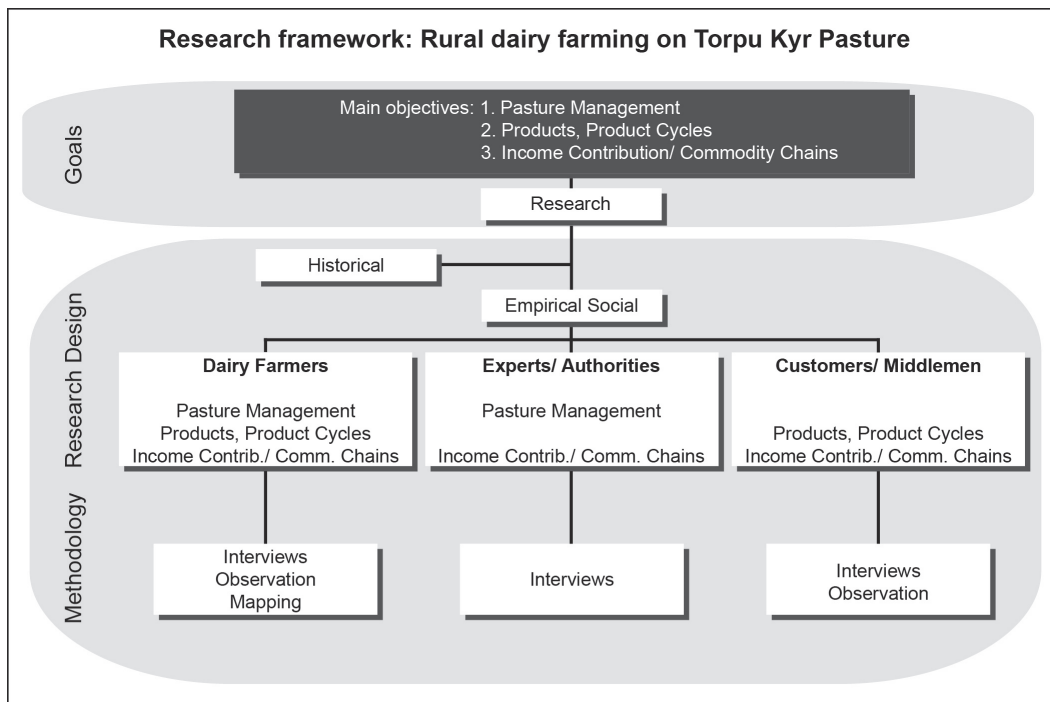 Research framework: Rural dairy farming on Torpu Kyr Pasture
Goals
Main objectives: 1. Pasture Management
2. Products, Product Cycles
3. Income Contribution/ Commodity Chains
Research
Research Design
Historical
Empirical Social
Dairy Farmers
Pasture Management
Products, Product Cycles
Income Contrib./ Comm. Chains
Experts/ Authorities
Pasture Management
Income Contrib./ Comm. Chains
Customers/ Middlemen
Products, Product Cycles
Income Contrib./ Comm. Chains
Methodology
Interviews
Observation
Mapping
Interviews
Interviews
Observation